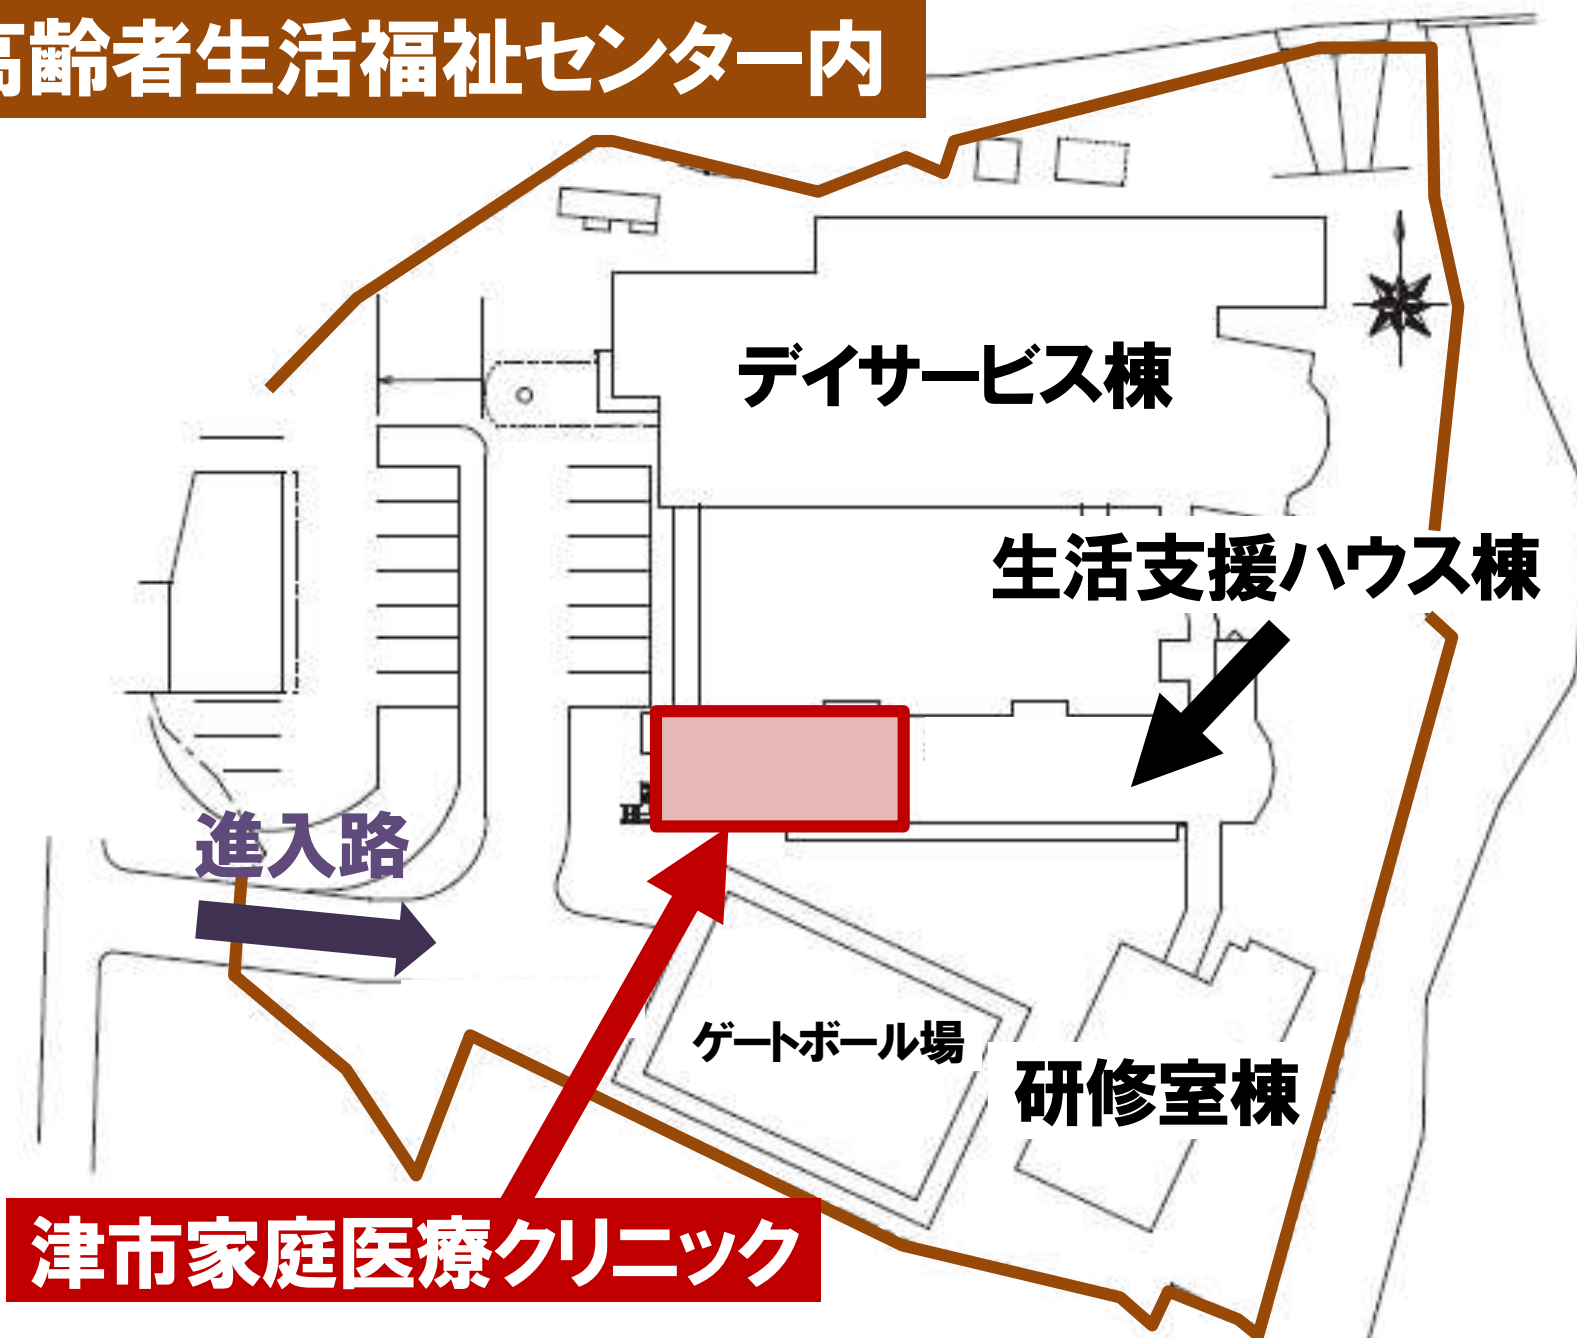 高齢者生活福祉センター内
デイサービス棟
生活支援ハウス棟
進入路
ゲートボール場
研修室棟
津市家庭医療クリニック